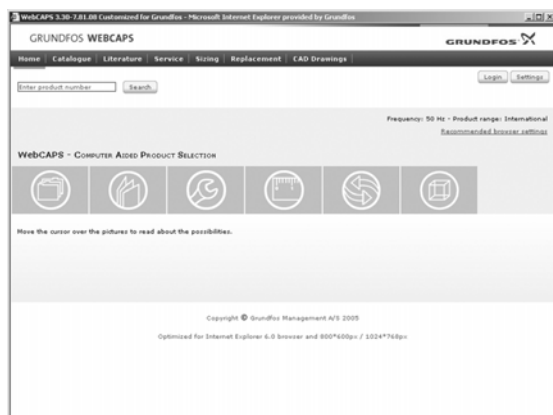 WebCAPS 3.30-7.01.08 Customized for Grundfos - Microsoft Internet Explorer provided by Grundfos
GRUNDFOS WEBCAPS
GRUNDFOS
Home Catalogue Literature Service Sizing Replacement CAD Drawings
Login Settings
Enter product number Search
Frequency: 50 Hz - Product range: International
Recommended browser settings
WebCAPS - Computer Aided Product Selection
Move the cursor over the pictures to read about the possibilities.
Copyright © Grundfos Management A/S 2005
Optimized for Internet Explorer 6.0 browser and 800*600px / 1024*768px